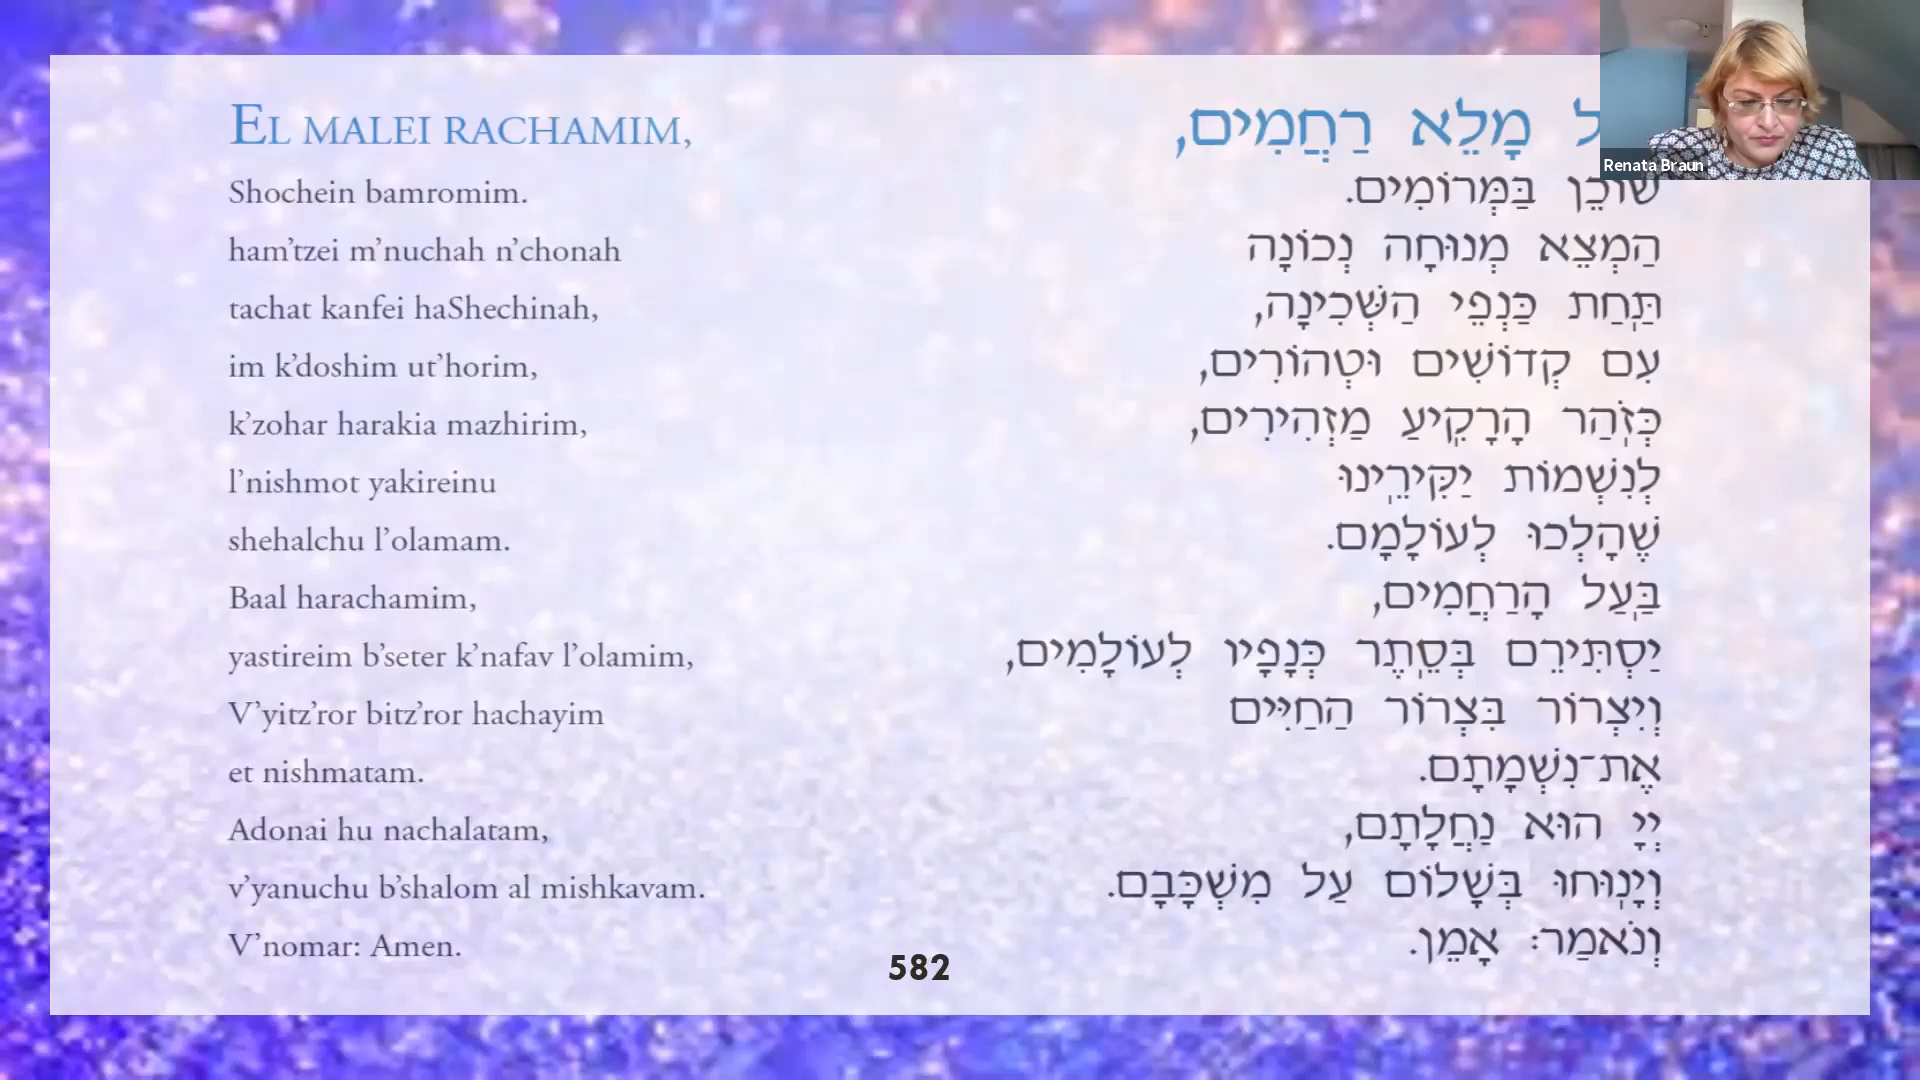 EL MALEI RACHAMIM,
Shochein bamromim.
ham'tzei m'nuchah n'chonah
tachat kanfei haShechinah,
im k'doshim ut'horim,
k'zohar harakia mazhirim,
l'nishmot yakireinu
shehalchu l'olamam.
Baal harachamim,
yastireim b'seter k'nafav l'olamim,
V'yitz'ror bitz'ror hachayim
et nishmatam.
Adonai hu nachalatam,
v'yanuchu b'shalom al mishkavam.
V'nomar: Amen.
מָלֵא רַחֲמִים,
שׁוֹכֵן בַּמְּרוֹמִים.
הַמְצֵא מְנוּחָה נְכוֹנָה
תַּֽחַת כַּנְפֵי הַשְּׁכִינָה,
עִם קְדוֹשִׁים וּטְהוֹרִים,
כְּזֹֽהַר הָרָקִֽיעַ מַזְהִירִים,
לְנִשְׁמוֹת יַקִּירֵֽינוּ
שֶׁהָלְכוּ לְעוֹלָמָם.
בַּֽעַל הָרַחֲמִים,
יַסְתִּירֵם בְּסֵֽתֶר כְּנָפָיו לְעוֹלָמִים,
וְיִצְרוֹר בִּצְרוֹר הַחַיִּים
אֶת־נִשְׁמָתָם.
יְיָ הוּא נַחֲלָתָם,
וְיָנֽוּחוּ בְּשָׁלוֹם עַל מִשְׁכָּבָם.
וְנֹאמַר: אָמֵן.
582
Renata Braun